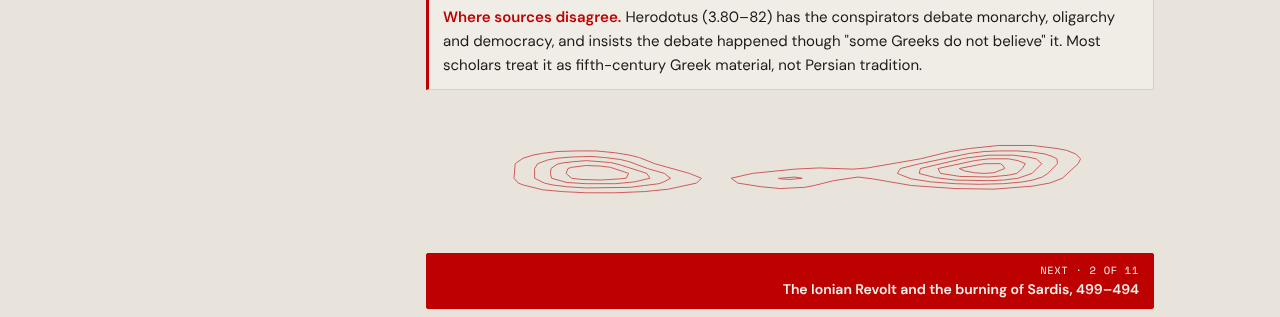 Where sources disagree. Herodotus (3.80–82) has the conspirators debate monarchy, oligarchy
and democracy, and insists the debate happened though "some Greeks do not believe" it. Most
scholars treat it as fifth-century Greek material, not Persian tradition.
NEXT · 2 OF 11
The Ionian Revolt and the burning of Sardis, 499–494